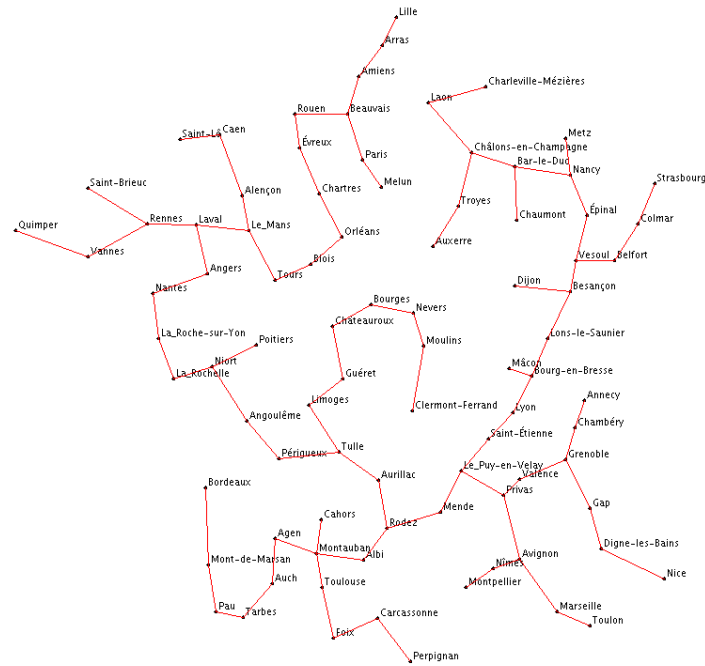 Lille
Arras
Amiens
Charleville-Mézières
Laon
Rouen
Beauvais
Saint-Lô
Caen
Metz
Évreux
Châlons-en-Champagne
Paris
Bar-le-Duc
Nancy
Saint-Brieuc
Melun
Strasbourg
Alençon
Chartres
Troyes
Épinal
Quimper
Rennes
Laval
Le_Mans
Chaumont
Colmar
Orléans
Vannes
Auxerre
Vesoul
Belfort
Angers
Tours
Blois
Dijon
Besançon
Nantes
Bourges
Nevers
Châteauroux
La_Roche-sur-Yon
Poitiers
Moulins
Lons-le-Saunier
Niort
Mâcon
La_Rochelle
Guéret
Bourg-en-Bresse
Limoges
Clermont-Ferrand
Annecy
Lyon
Angoulême
Chambéry
Saint-Étienne
Périgueux
Tulle
Grenoble
Le_Puy-en-Velay
Valence
Aurillac
Bordeaux
Privas
Gap
Cahors
Rodez
Mende
Agen
Montauban
Albi
Digne-les-Bains
Avignon
Mont-de-Marsan
Nîmes
Auch
Toulouse
Montpellier
Nice
Pau
Tarbes
Carcassonne
Marseille
Toulon
Foix
Perpignan